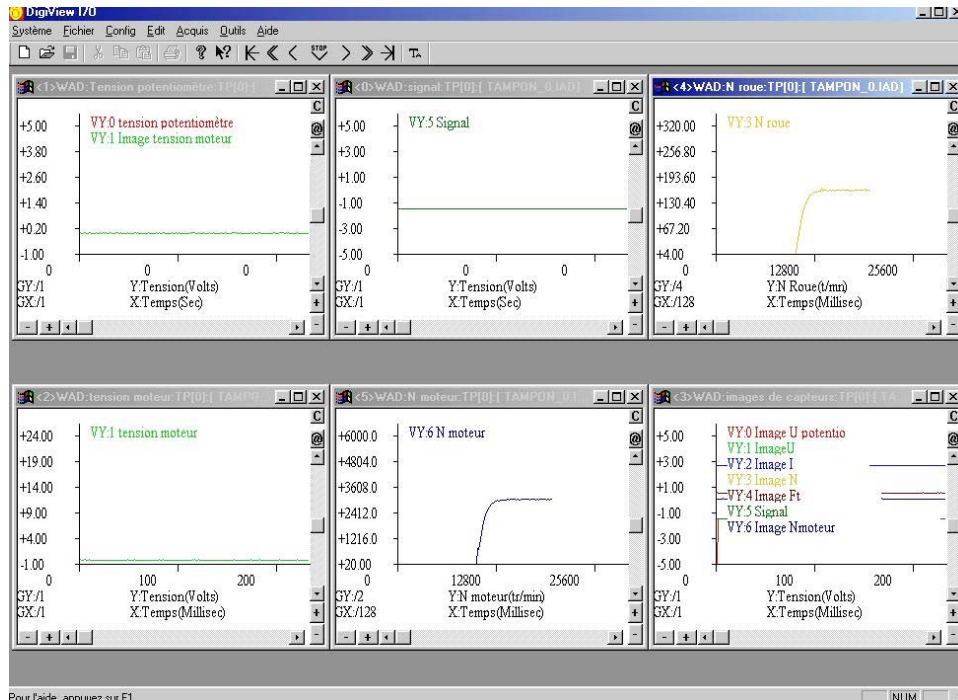 DigiView 170
Système Fichier Config Edit Acquis Outils Aide
STOP
<1>WAD:Tension potentiomètre:TP[0]:[
C
@
+5.00
+3.80
+2.60
+1.40
+0.20
-1.00
VY:0 tension potentiomètre
VY:1 Image tension moteur
0 0 0
GY:/1 Y:Tension(Volts)
GX:/1 X:Temps(Sec)
<0>WAD:signal:TP[0]:[ TAMPON_0.IAD]
C
@
+5.00
+3.00
+1.00
-1.00
-3.00
-5.00
VY:5 Signal
0 0 0
GY:/1 Y:Tension(Volts)
GX:/1 X:Temps(Sec)
<4>WAD:N roue:TP[0]:[ TAMPON_0.IAD]
C
@
+320.00
+256.80
+193.60
+130.40
+67.20
+4.00
VY:3 N roue
0 12800 25600
GY:/4 Y:N Roue(t/mn)
GX:/128 X:Temps(Millisec)
<2>WAD:tension moteur:TP[0]:[ TAMPO
C
@
+24.00
+19.00
+14.00
+9.00
+4.00
-1.00
VY:1 tension moteur
0 100 200
GY:/1 Y:Tension(Volts)
GX:/1 X:Temps(Millisec)
<5>WAD:N moteur:TP[0]:[ TAMPON_0.I
C
@
+6000.0
+4804.0
+3608.0
+2412.0
+1216.0
+20.00
VY:6 N moteur
0 12800 25600
GY:/2 Y:N moteur(tr/min)
GX:/128 X:Temps(Millisec)
<3>WAD:images de capteurs:TP[0]:[ TA
C
@
+5.00
+3.00
+1.00
-1.00
-3.00
-5.00
VY:0 Image U potentio
VY:1 ImageU
VY:2 Image I
VY:3 Image N
VY:4 Image Ft
VY:5 Signal
VY:6 Image Nmoteur
0 100 200
GY:/1 Y:Tension(Volts)
GX:/1 X:Temps(Millisec)
Pour l'aide, appuyez sur F1
NUM